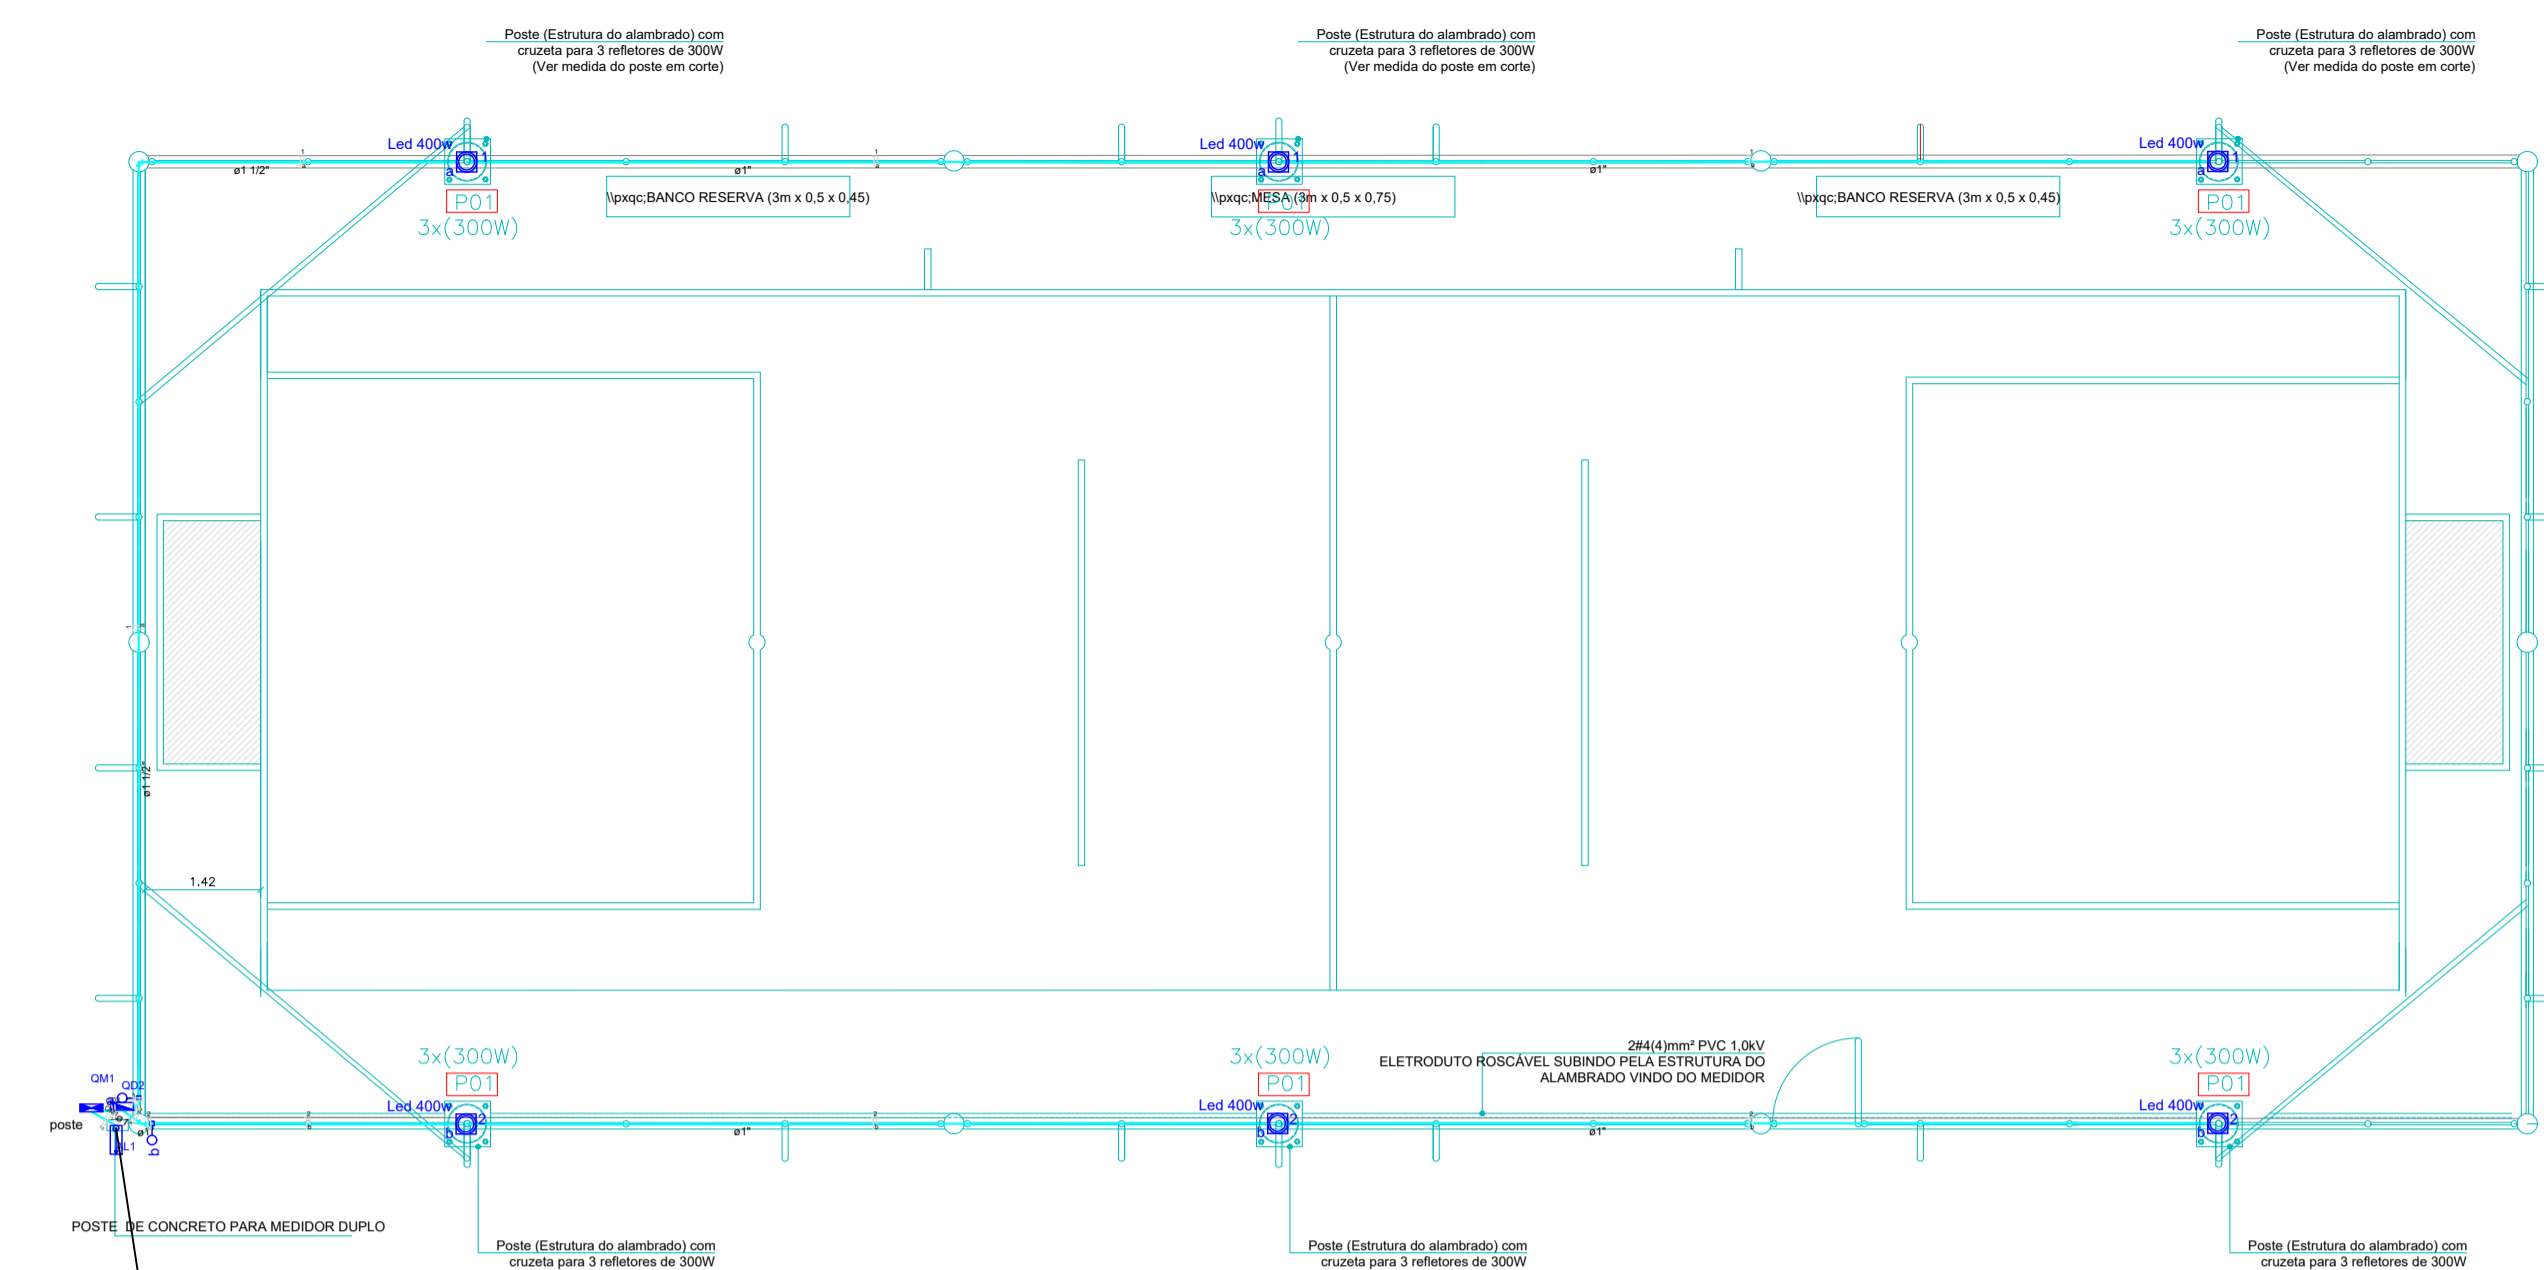 Poste (Estrutura do alambrado) com
cruzeta para 3 refletores de 300W
(Ver medida do poste em corte)
Poste (Estrutura do alambrado) com
cruzeta para 3 refletores de 300W
(Ver medida do poste em corte)
Poste (Estrutura do alambrado) com
cruzeta para 3 refletores de 300W
(Ver medida do poste em corte)
Led 400w
1
a
Led 400w
1
a
Led 400w
1
a
ø1 1/2"
ø1"
ø1"
\\pxqc;BANCO RESERVA (3m x 0,5 x 0,45)
\\pxqc;MESA (3m x 0,5 x 0,75)
\\pxqc;BANCO RESERVA (3m x 0,5 x 0,45)
P01
3x(300W)
P01
3x(300W)
P01
3x(300W)
ø1 1/2"
1.42
3x(300W)
P01
3x(300W)
P01
3x(300W)
P01
2#4(4)mm² PVC 1,0kV
ELETRODUTO ROSCÁVEL SUBINDO PELA ESTRUTURA DO
ALAMBRADO VINDO DO MEDIDOR
QM1
QD2
Led 400w
2
b
Led 400w
2
b
Led 400w
2
b
poste
ø1"
ø1"
b
POSTE DE CONCRETO PARA MEDIDOR DUPLO
Poste (Estrutura do alambrado) com
cruzeta para 3 refletores de 300W
Poste (Estrutura do alambrado) com
cruzeta para 3 refletores de 300W
Poste (Estrutura do alambrado) com
cruzeta para 3 refletores de 300W